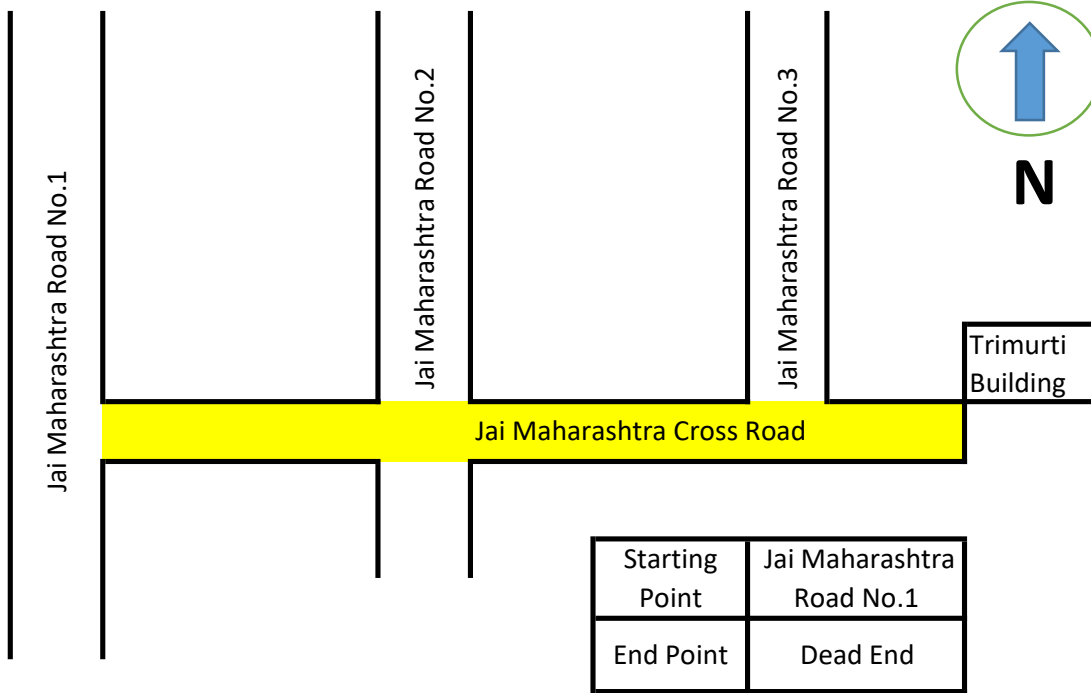 Jai Maharashtra Road No.1
Jai Maharashtra Road No.2
Jai Maharashtra Road No.3
N
Trimurti
Building
Jai Maharashtra Cross Road
Starting
Point
Jai Maharashtra
Road No.1
End Point
Dead End